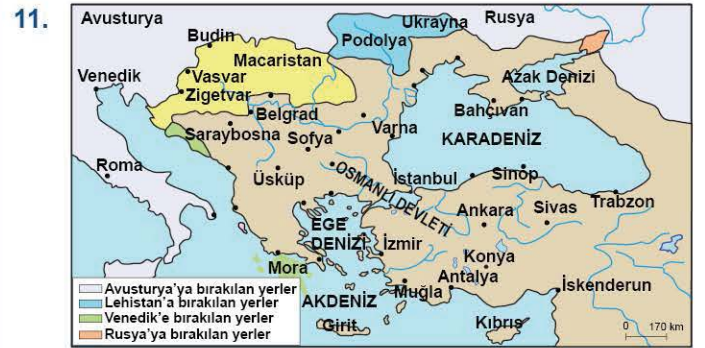 11.
Avusturya
Ukrayna
Rusya
Budin
Podolya
Macaristan
Venedik
Vasvar
Ažak Denizi
Zigetvar
Bahçıvan
Belgrad
Saraybosna
Sofya
Varna
KARADENİZ
Roma
Üsküp
OSMANLI DEVLETİ
İstanbul
Sinop
Trabzon
Ankara
Sivas
EGE
DENİZİ
İzmir
Mora
Konya
Antalya
Muğla
İskenderun
AKDENİZ
Girit
Kıbrıs
Avusturya'ya bırakılan yerler
Lehistan'a bırakılan yerler
Venedik'e bırakılan yerler
Rusya'ya bırakılan yerler
0 170 km